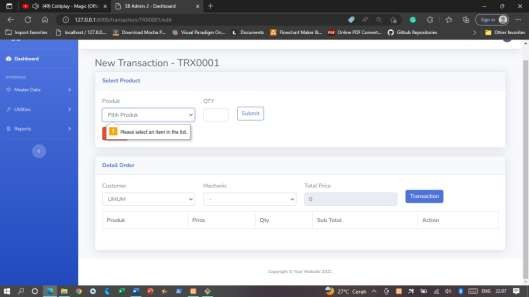 (49) Coldplay - Magic (Offi
SB Admin 2 - Dashboard
127.0.0.1:8000/transaction/TRX0001/edit
Sign in
Import favorites
localhost / 127.0.0....
Download Mocha P...
Visual Paradigm On...
Documents
Flowchart Maker &...
Online PDF Convert...
Github Repositories
Other favorites
Dashboard
Master Data
Utilities
Reports
New Transaction - TRX0001
Select Product
Produk
QTY
Pilih Produk
Submit
Please select an item in the list.
Detail Order
Customer
Mechanic
Total Price
UMUM
-
0
Transaction
Produk
Price
Qty
Sub Total
Action
Copyright © Your Website 2021
27°C Cerah
ENG
22.07